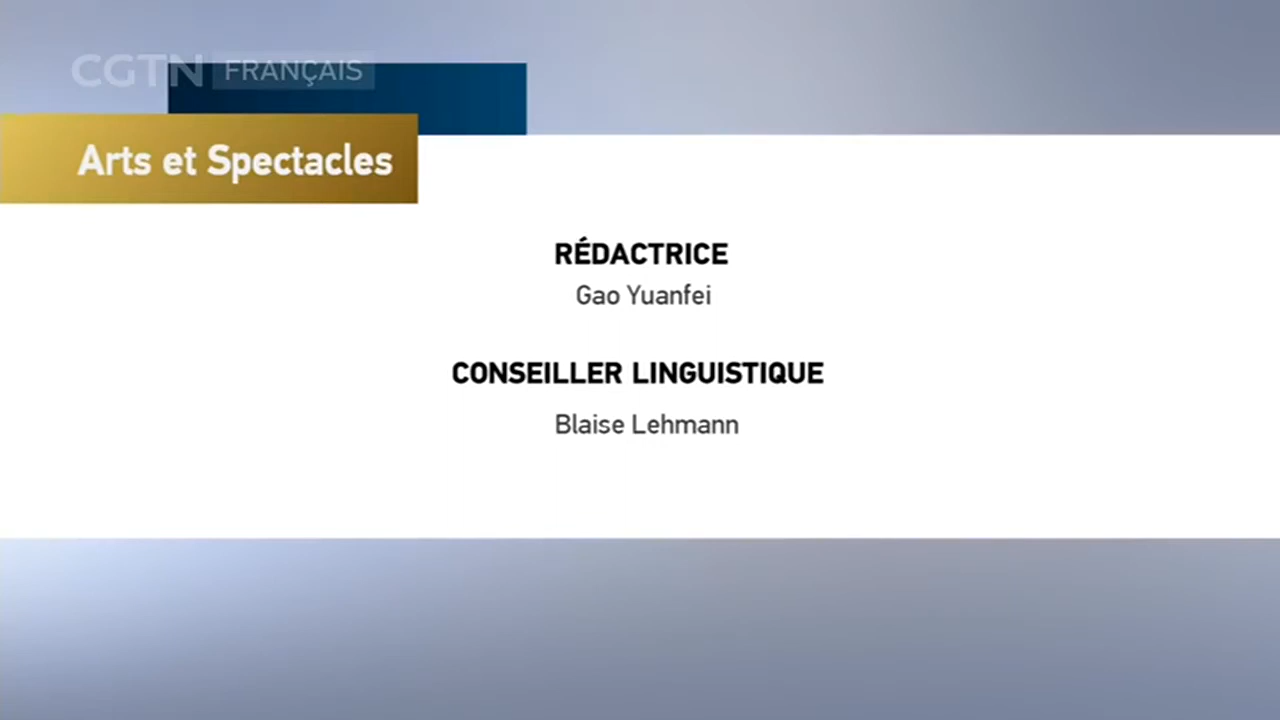 CGTN FRANÇAIS
Arts et Spectacles
RÉDACTRICE
Gao Yuanfei
CONSEILLER LINGUISTIQUE
Blaise Lehmann